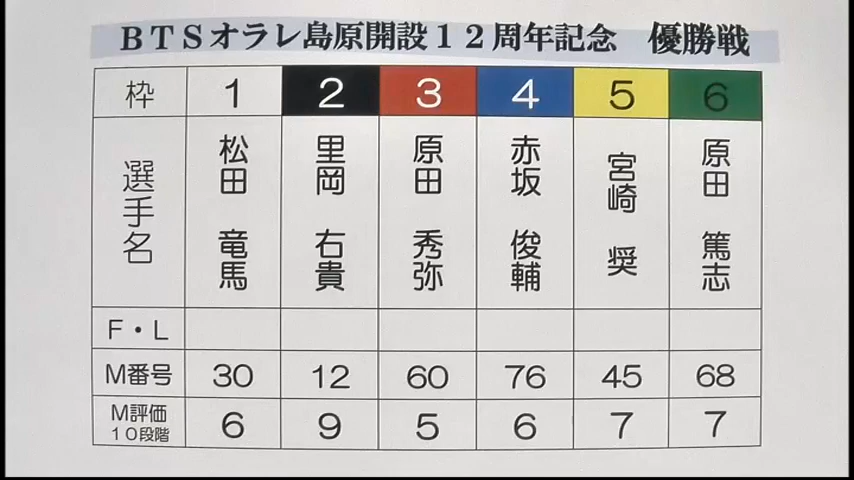 BTSオラレ島原開設12周年記念 優勝戦
枠 1 2 3 4 5 6
選手名 松田 竜馬 里岡 右貴 原田 秀弥 赤坂 俊輔 宮崎 奨 原田 篤志
F・L
M番号 30 12 60 76 45 68
M評価 10段階 6 9 5 6 7 7